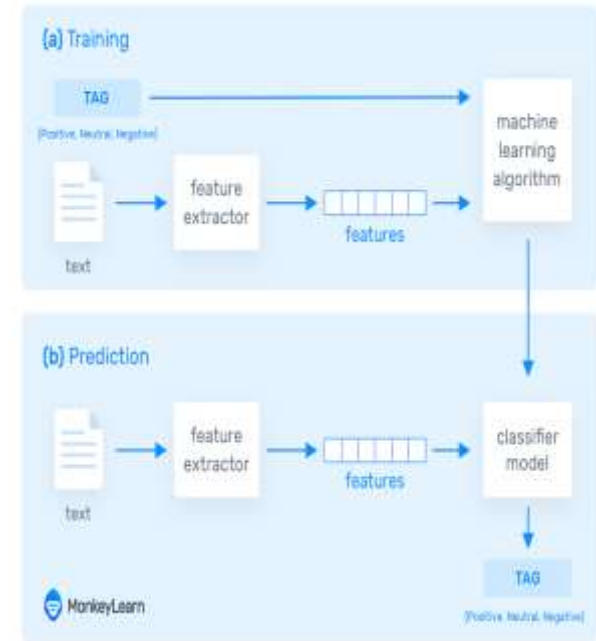 (a) Training
TAG
(Positive, Neutral, Negative)
machine
learning
algorithm
feature
extractor
features
text
(b) Prediction
feature
extractor
classifier
model
features
text
TAG
(Positive, Neutral, Negative)
MonkeyLearn